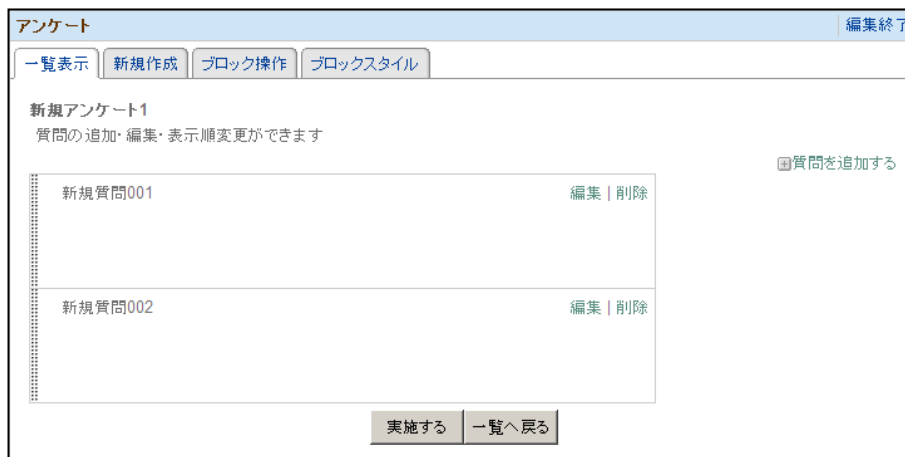 アンケート 編集終了
一覧表示 新規作成 ブロック操作 ブロックスタイル
新規アンケート1
質問の追加・編集・表示順変更ができます
質問を追加する
新規質問001 編集 | 削除
新規質問002 編集 | 削除
実施する 一覧へ戻る